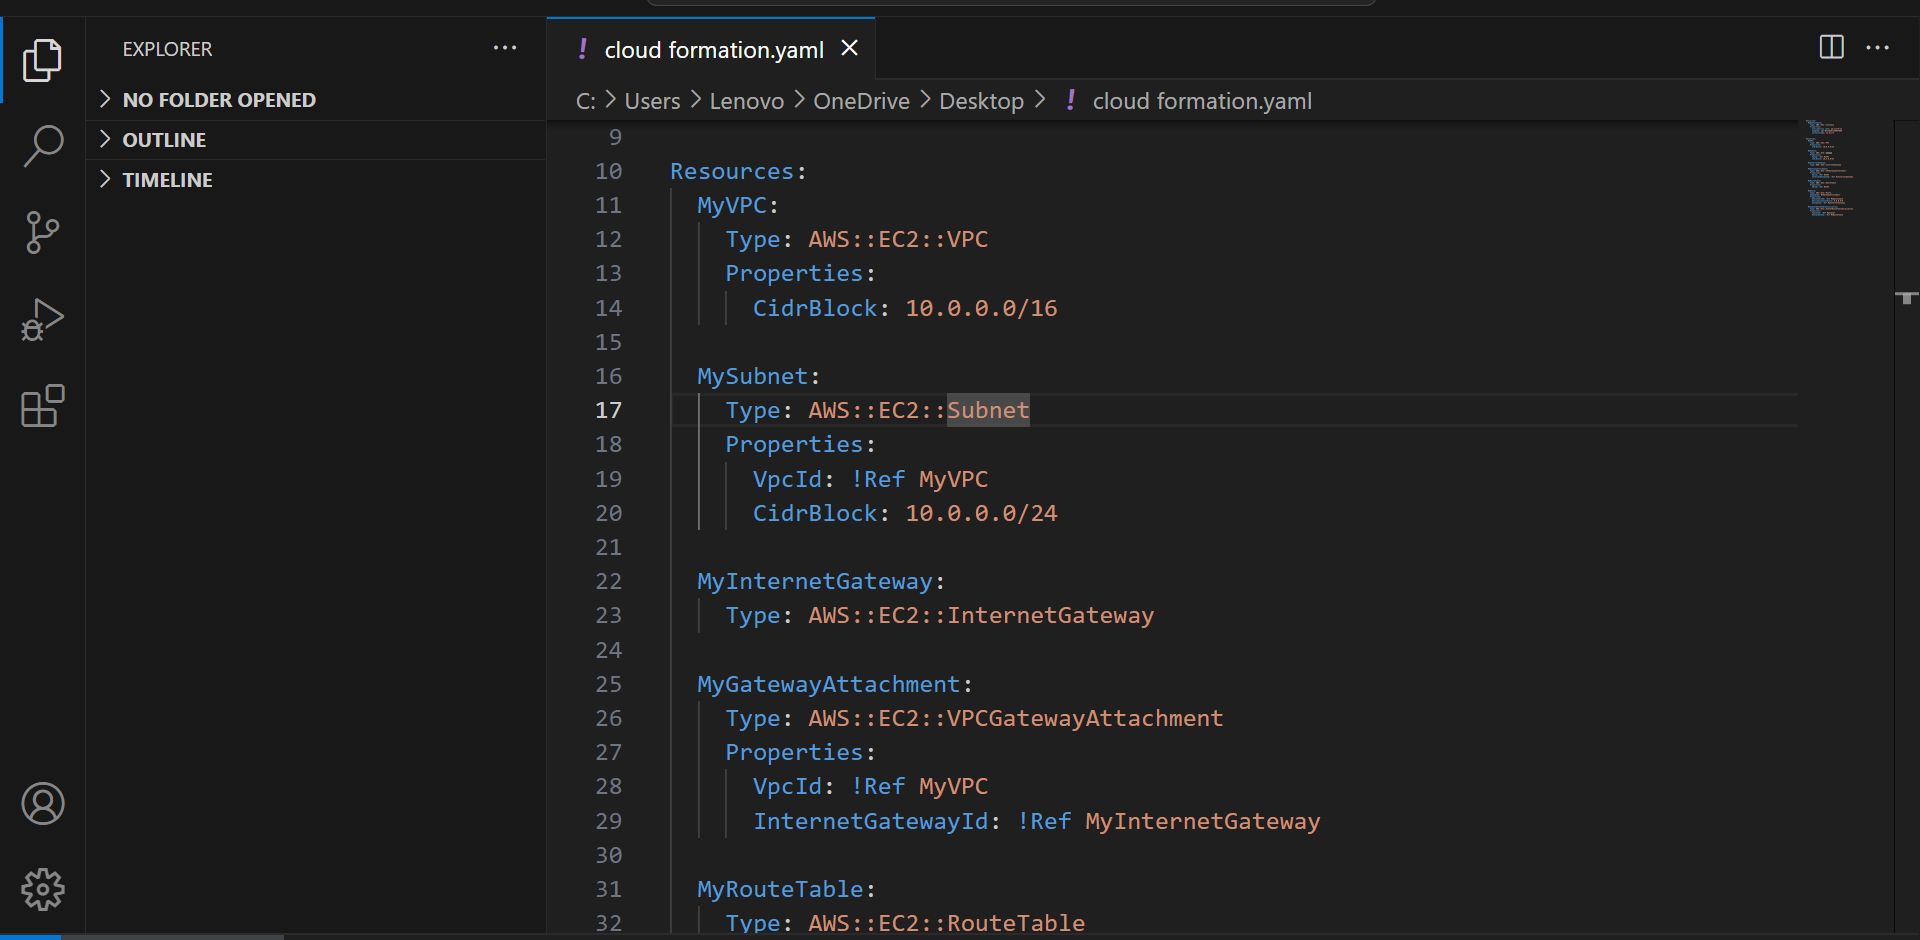 EXPLORER
NO FOLDER OPENED
OUTLINE
TIMELINE
! cloud formation.yaml
C: > Users > Lenovo > OneDrive > Desktop > ! cloud formation.yaml
9
10 Resources:
11 MyVPC:
12 Type: AWS::EC2::VPC
13 Properties:
14 CidrBlock: 10.0.0.0/16
15
16 MySubnet:
17 Type: AWS::EC2::Subnet
18 Properties:
19 VpcId: !Ref MyVPC
20 CidrBlock: 10.0.0.0/24
21
22 MyInternetGateway:
23 Type: AWS::EC2::InternetGateway
24
25 MyGatewayAttachment:
26 Type: AWS::EC2::VPCGatewayAttachment
27 Properties:
28 VpcId: !Ref MyVPC
29 InternetGatewayId: !Ref MyInternetGateway
30
31 MyRouteTable:
32 Type: AWS::EC2::RouteTable